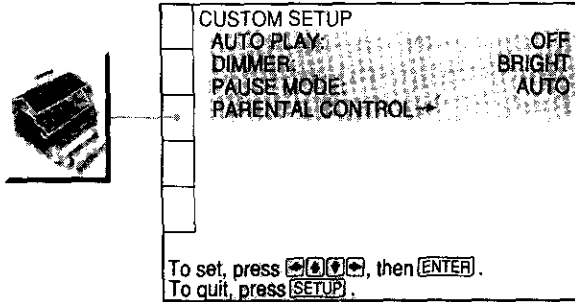 CUSTOM SETUP
AUTO PLAY: OFF
DIMMER: BRIGHT
PAUSE MODE: AUTO
PARENTAL CONTROL →
To set, press ←↑↓→, then ENTER.
To quit, press SETUP.